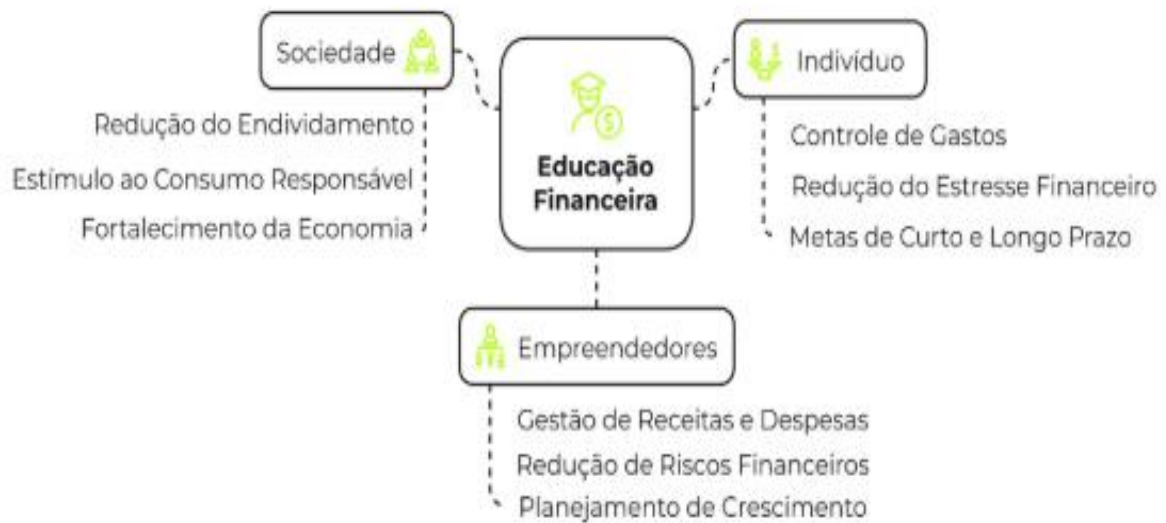 Sociedade
Redução do Endividamento
Estímulo ao Consumo Responsável
Fortalecimento da Economia
$
Educação
Financeira
Indivíduo
Controle de Gastos
Redução do Estresse Financeiro
Metas de Curto e Longo Prazo
Empreendedores
Gestão de Receitas e Despesas
Redução de Riscos Financeiros
Planejamento de Crescimento